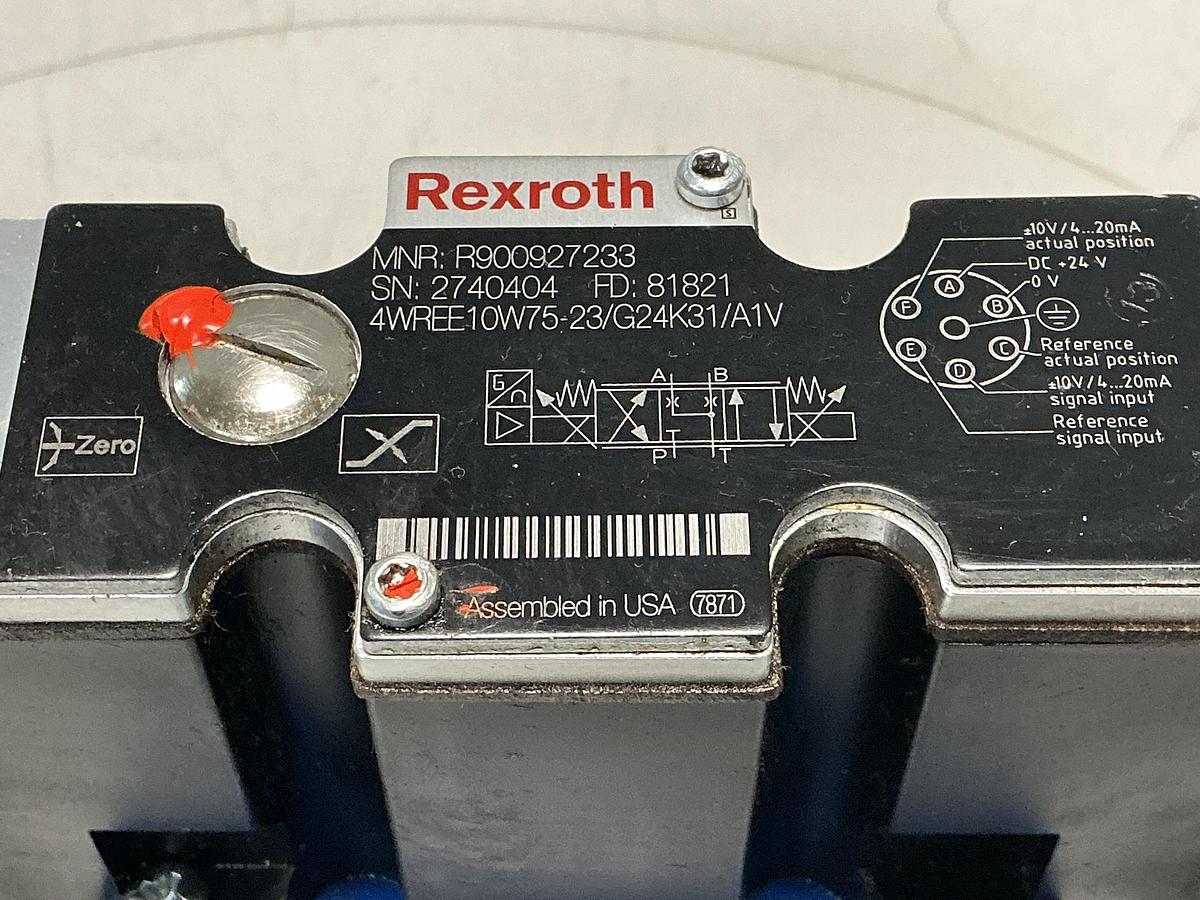 Rexroth
S
MNR: R900927233
SN: 2740404 FD: 81821
4WREE10W75-23/G24K31/A1V
±10V/4...20mA
actual position
DC +24 V
0 V
A
B
F
E
C
D
Reference
actual position
±10V/4...20mA
signal input
Reference
signal input
G
A B
P T
Zero
Assembled in USA 7871